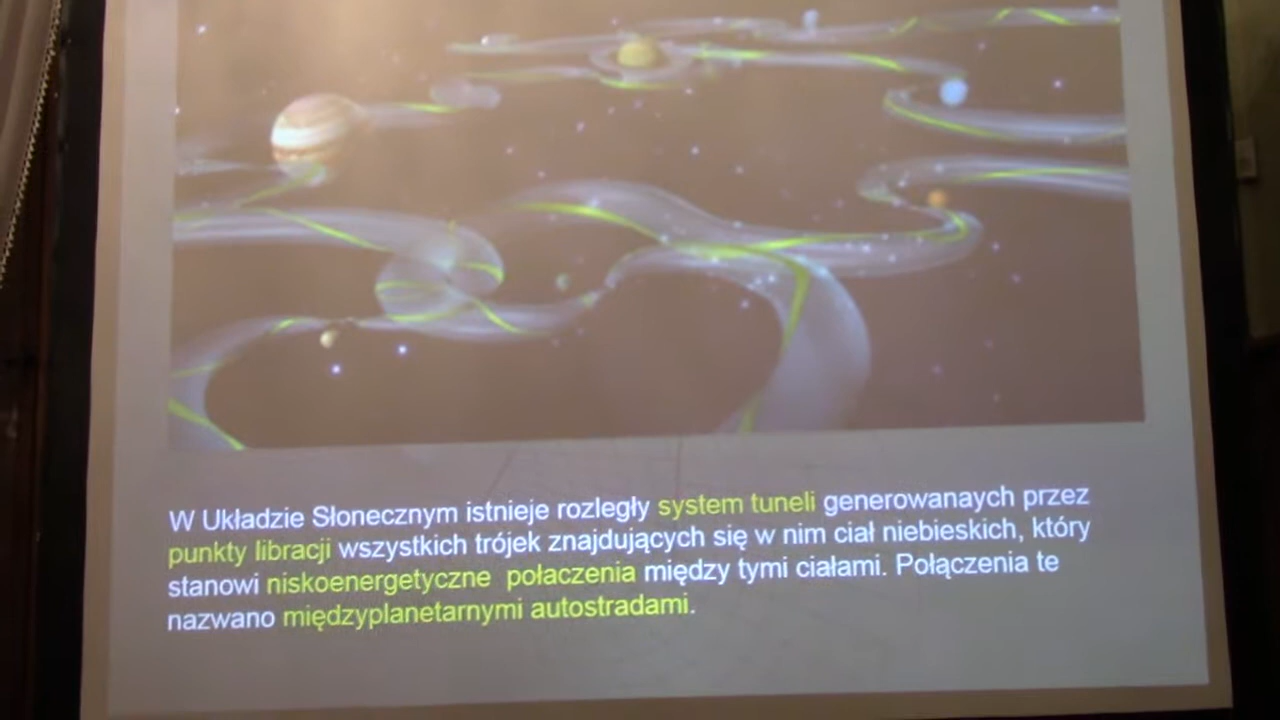 W Układzie Słonecznym istnieje rozległy system tuneli generowanaych przez
punkty libracji wszystkich trójek znajdujących się w nim ciał niebieskich, który
stanowi niskoenergetyczne połaczenia między tymi ciałami. Połączenia te
nazwano międzyplanetarnymi autostradami.